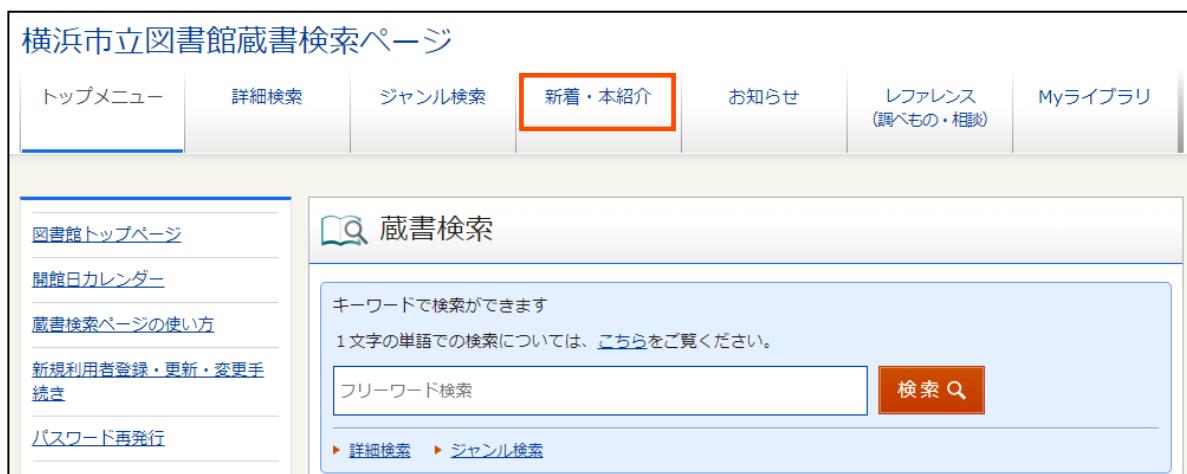 横浜市立図書館蔵書検索ページ
トップメニュー 詳細検索 ジャンル検索 新着・本紹介 お知らせ レファレンス Myライブラリ
(調べもの・相談)
図書館トップページ
開館日カレンダー
蔵書検索ページの使い方
新規利用者登録・更新・変更手
続き
パスワード再発行
蔵書検索
キーワードで検索ができます
1文字の単語での検索については、こちらをご覧ください。
フリーワード検索 検索
詳細検索 ジャンル検索